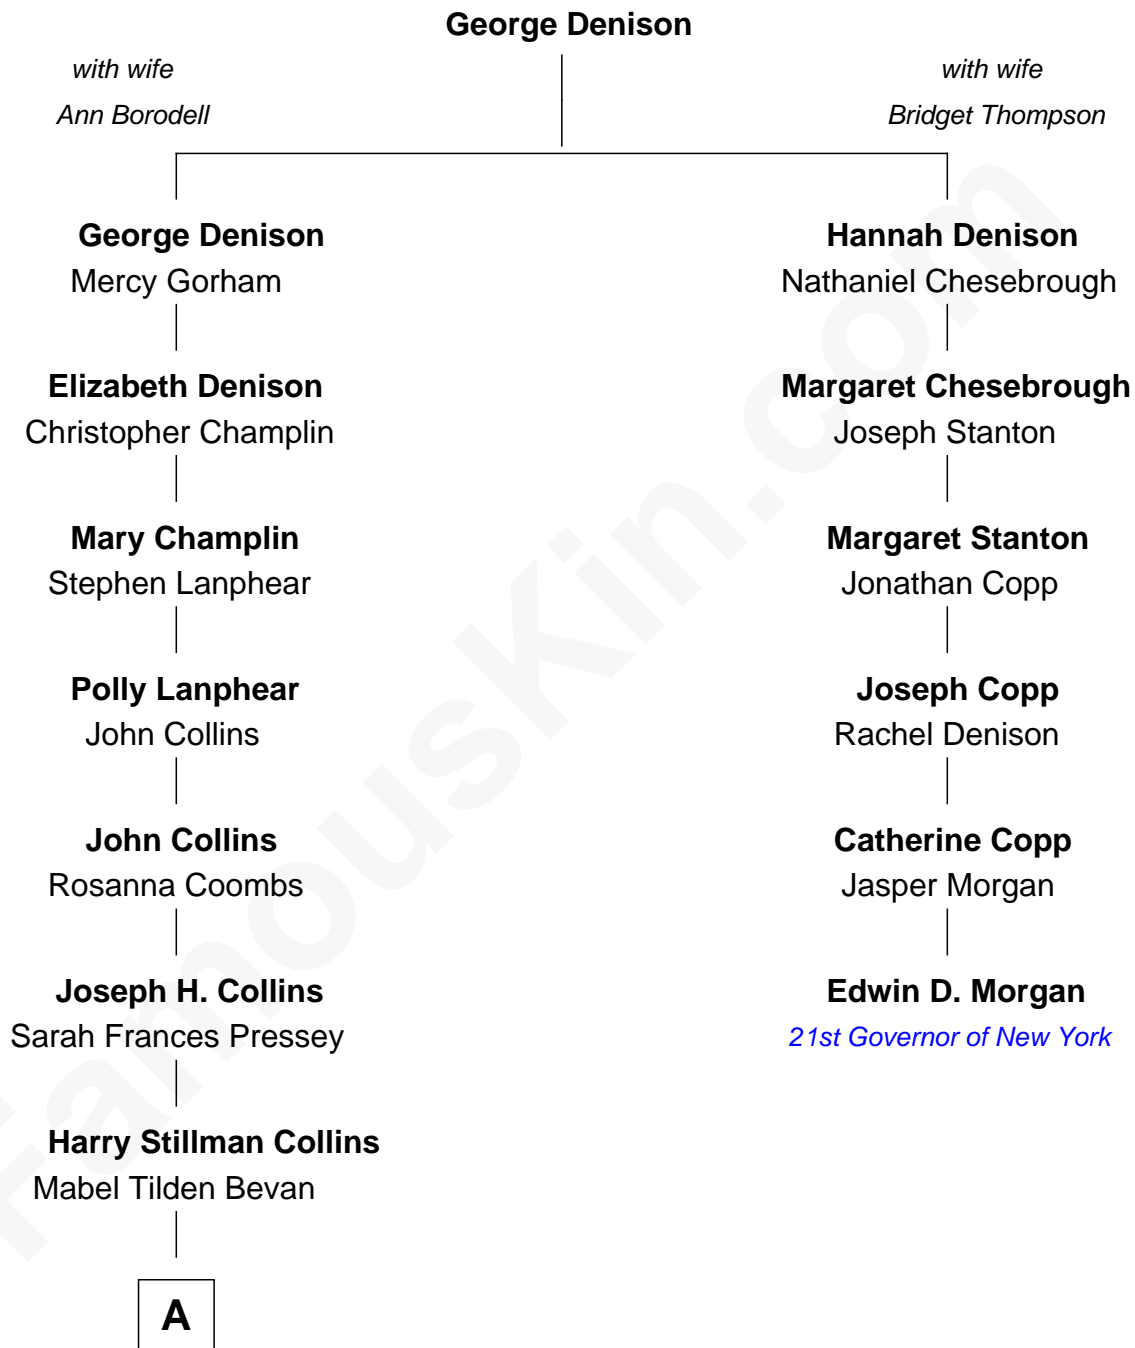 George Denison
with wife
Ann Borodell
with wife
Bridget Thompson
George Denison
Mercy Gorham
Hannah Denison
Nathaniel Chesebrough
Elizabeth Denison
Christopher Champlin
Margaret Chesebrough
Joseph Stanton
Mary Champlin
Stephen Lanphear
Margaret Stanton
Jonathan Copp
Polly Lanphear
John Collins
Joseph Copp
Rachel Denison
John Collins
Rosanna Coombs
Catherine Copp
Jasper Morgan
Joseph H. Collins
Sarah Frances Pressey
Edwin D. Morgan
21st Governor of New York
Harry Stillman Collins
Mabel Tilden Bevan
A
FamousKin.com